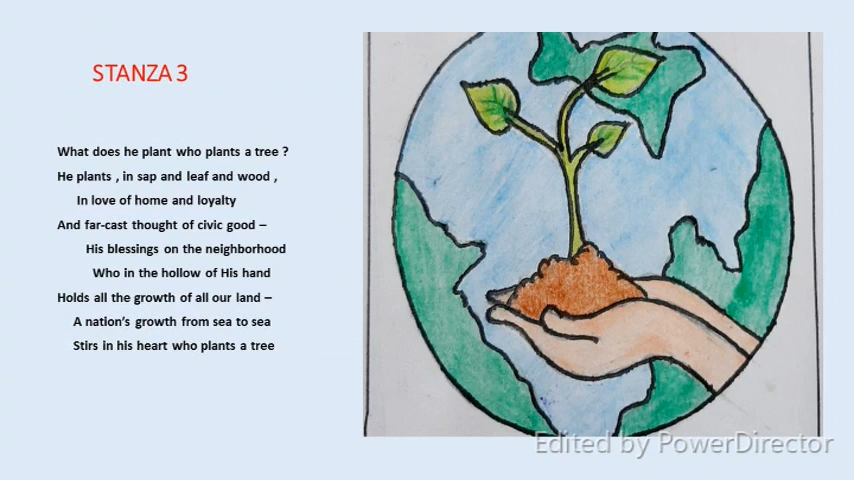 STANZA 3
What does he plant who plants a tree ?
He plants , in sap and leaf and wood ,
In love of home and loyalty
And far-cast thought of civic good –
His blessings on the neighborhood
Who in the hollow of His hand
Holds all the growth of all our land –
A nation's growth from sea to sea
Stirs in his heart who plants a tree
Edited by PowerDirector